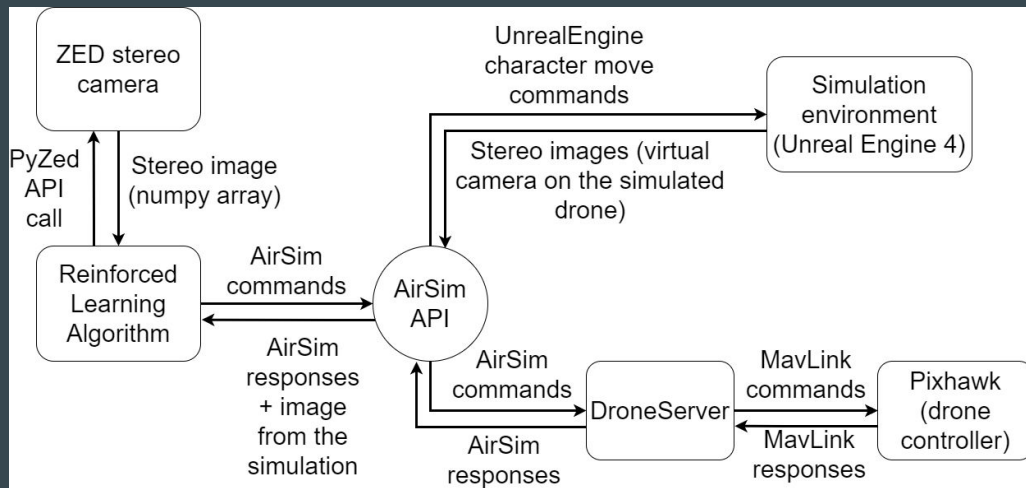 ZED stereo
camera
UnrealEngine
character move
commands
Simulation
environment
(Unreal Engine 4)
PyZed
API
call
Stereo image
(numpy array)
Stereo images (virtual
camera on the simulated
drone)
Reinforced
Learning
Algorithm
AirSim
commands
AirSim
API
AirSim
responses
+ image
from the
simulation
AirSim
commands
AirSim
responses
DroneServer
MavLink
commands
MavLink
responses
Pixhawk
(drone
controller)